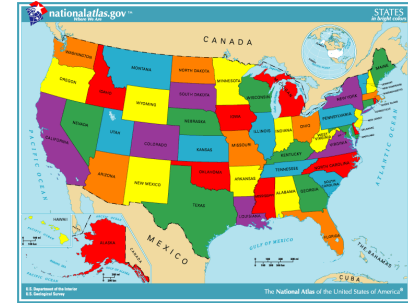 nationalatlas.gov™
Where We Are
STATES
in bright colors
CANADA
WASHINGTON
MONTANA
NORTH DAKOTA
MINNESOTA
MAINE
OREGON
IDAHO
SOUTH DAKOTA
WISCONSIN
NEW YORK
WYOMING
NEVADA
NEBRASKA
IOWA
PENNSYLVANIA
ILLINOIS
INDIANA
OHIO
UTAH
COLORADO
KANSAS
MISSOURI
WEST VIRGINIA
VIRGINIA
KENTUCKY
CALIFORNIA
PACIFIC OCEAN
ATLANTIC OCEAN
NORTH CAROLINA
TENNESSEE
ARIZONA
NEW MEXICO
OKLAHOMA
ARKANSAS
SOUTH CAROLINA
MISSISSIPPI
ALABAMA
GEORGIA
TEXAS
LOUISIANA
HAWAII
FLORIDA
ALASKA
MEXICO
GULF OF MEXICO
THE BAHAMAS
CUBA
U.S. Department of the Interior
U.S. Geological Survey
The National Atlas of the United States of America®